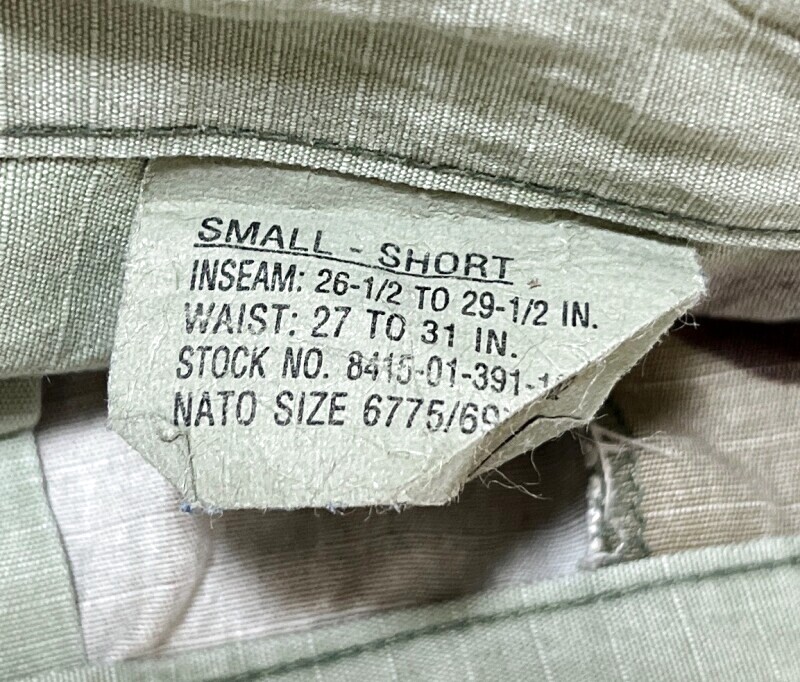 SMALL - SHORT
INSEAM: 26-1/2 TO 29-1/2 IN.
WAIST: 27 TO 31 IN.
STOCK NO. 8415-01-391-1
NATO SIZE 6775/69